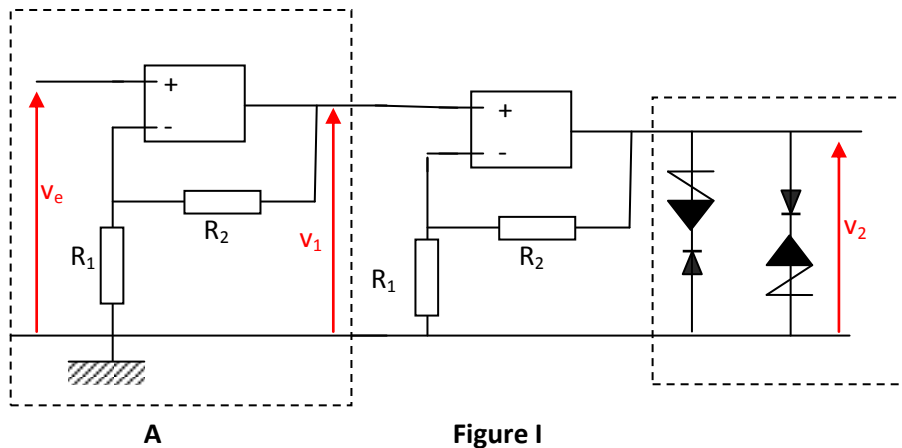 +
-
+
-
vₑ
R₂
v₁
R₂
v₂
R₁
R₁
A
Figure I